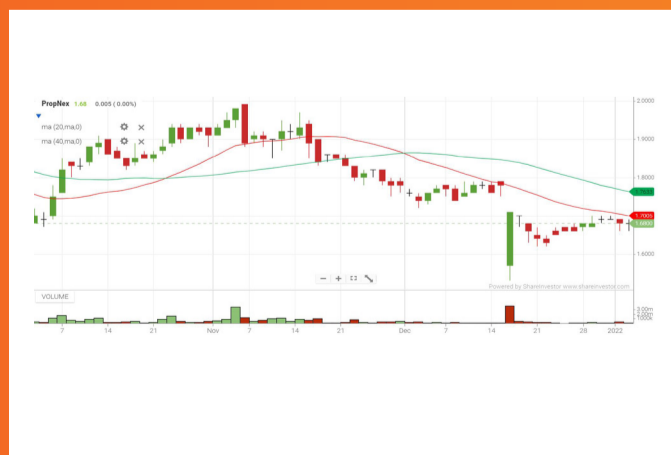 PropNex 1.68 0.005 ( 0.00%)
ma (20,ma,0)
ma (40,ma,0)
2.0000
1.9000
1.8000
1.7005
1.6800
1.6000
Powered by ShareInvestor www.shareinvestor.com
VOLUME
3.00m
1000k
7 14 21 Nov 7 14 21 Dec 7 14 21 28 2022